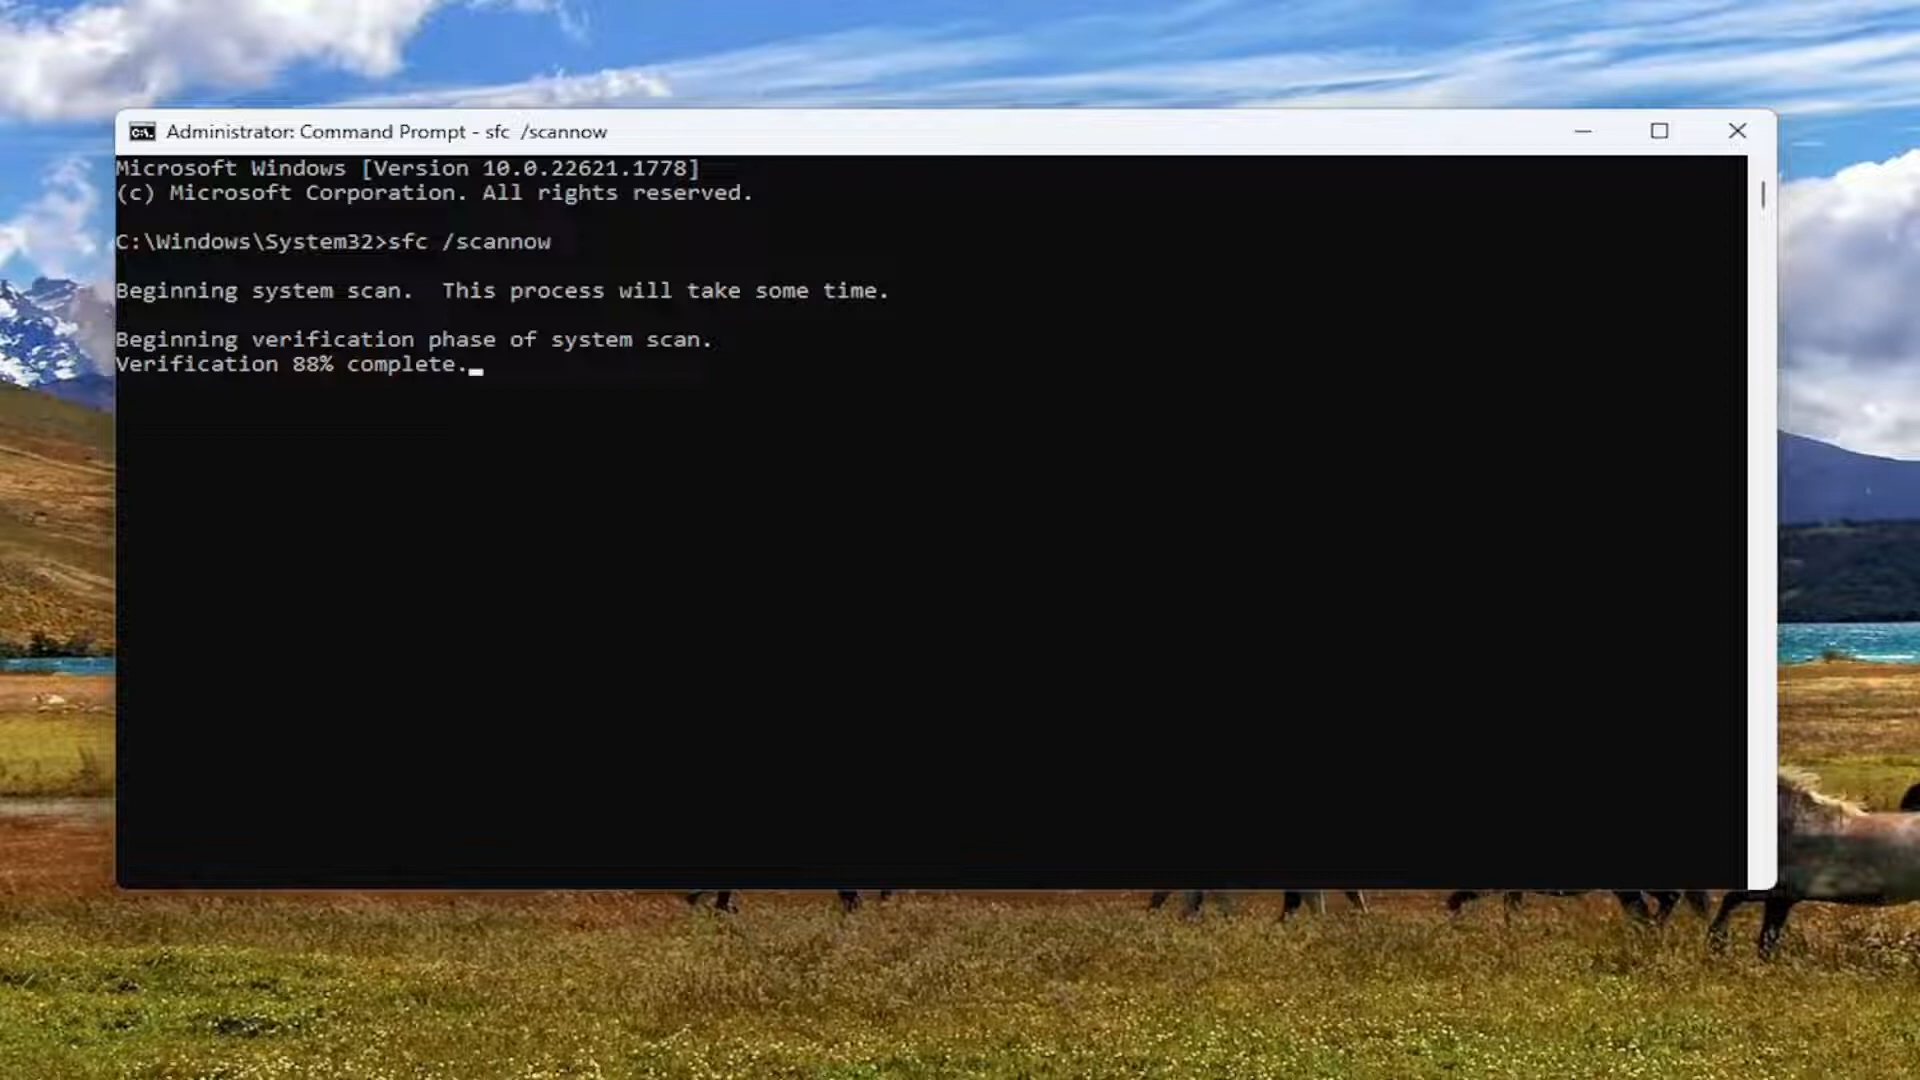 Administrator: Command Prompt - sfc  /scannow
Microsoft Windows [Version 10.0.22621.1778]
(c) Microsoft Corporation. All rights reserved.
C:\Windows\System32>sfc /scannow
Beginning system scan.  This process will take some time.
Beginning verification phase of system scan.
Verification 88% complete.